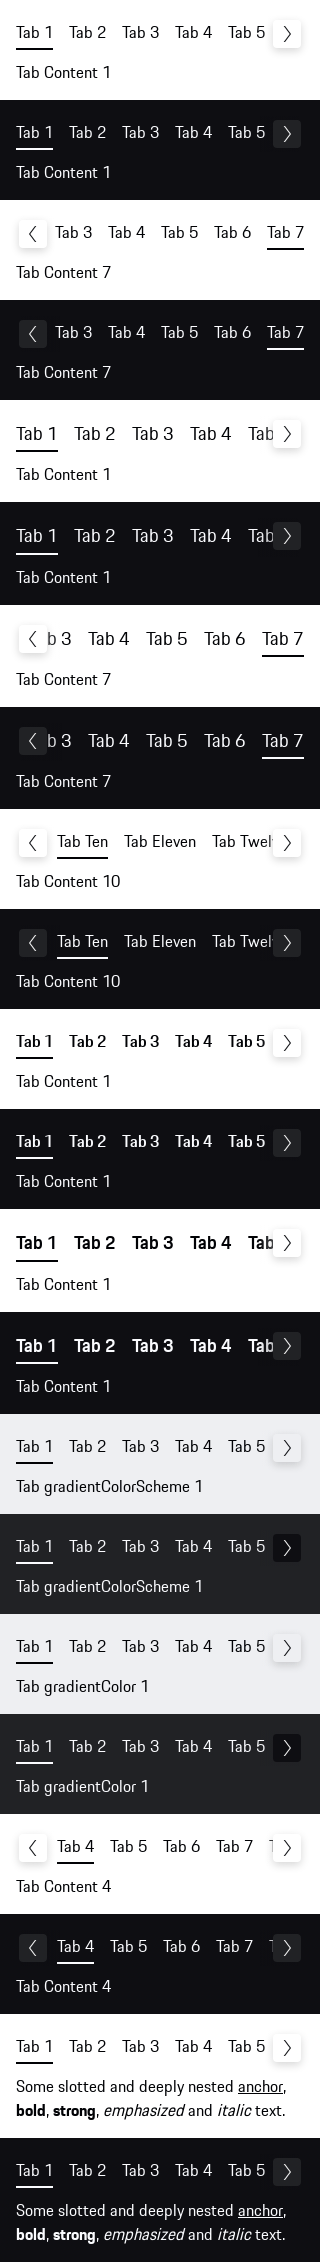 Tab 1 Tab 2 Tab 3 Tab 4 Tab 5
Tab Content 1
Tab 1 Tab 2 Tab 3 Tab 4 Tab 5
Tab Content 1
Tab 3 Tab 4 Tab 5 Tab 6 Tab 7
Tab Content 7
Tab 3 Tab 4 Tab 5 Tab 6 Tab 7
Tab Content 7
Tab 1 Tab 2 Tab 3 Tab 4 Tab
Tab Content 1
Tab 1 Tab 2 Tab 3 Tab 4 Tab
Tab Content 1
b 3 Tab 4 Tab 5 Tab 6 Tab 7
Tab Content 7
b 3 Tab 4 Tab 5 Tab 6 Tab 7
Tab Content 7
Tab Ten Tab Eleven Tab Twel
Tab Content 10
Tab Ten Tab Eleven Tab Twel
Tab Content 10
Tab 1 Tab 2 Tab 3 Tab 4 Tab 5
Tab Content 1
Tab 1 Tab 2 Tab 3 Tab 4 Tab 5
Tab Content 1
Tab 1 Tab 2 Tab 3 Tab 4 Tab
Tab Content 1
Tab 1 Tab 2 Tab 3 Tab 4 Tab
Tab Content 1
Tab 1 Tab 2 Tab 3 Tab 4 Tab 5
Tab gradientColorScheme 1
Tab 1 Tab 2 Tab 3 Tab 4 Tab 5
Tab gradientColorScheme 1
Tab 1 Tab 2 Tab 3 Tab 4 Tab 5
Tab gradientColor 1
Tab 1 Tab 2 Tab 3 Tab 4 Tab 5
Tab gradientColor 1
Tab 4 Tab 5 Tab 6 Tab 7
Tab Content 4
Tab 4 Tab 5 Tab 6 Tab 7
Tab Content 4
Tab 1 Tab 2 Tab 3 Tab 4 Tab 5
Some slotted and deeply nested anchor,
bold, strong, emphasized and italic text.
Tab 1 Tab 2 Tab 3 Tab 4 Tab 5
Some slotted and deeply nested anchor,
bold, strong, emphasized and italic text.